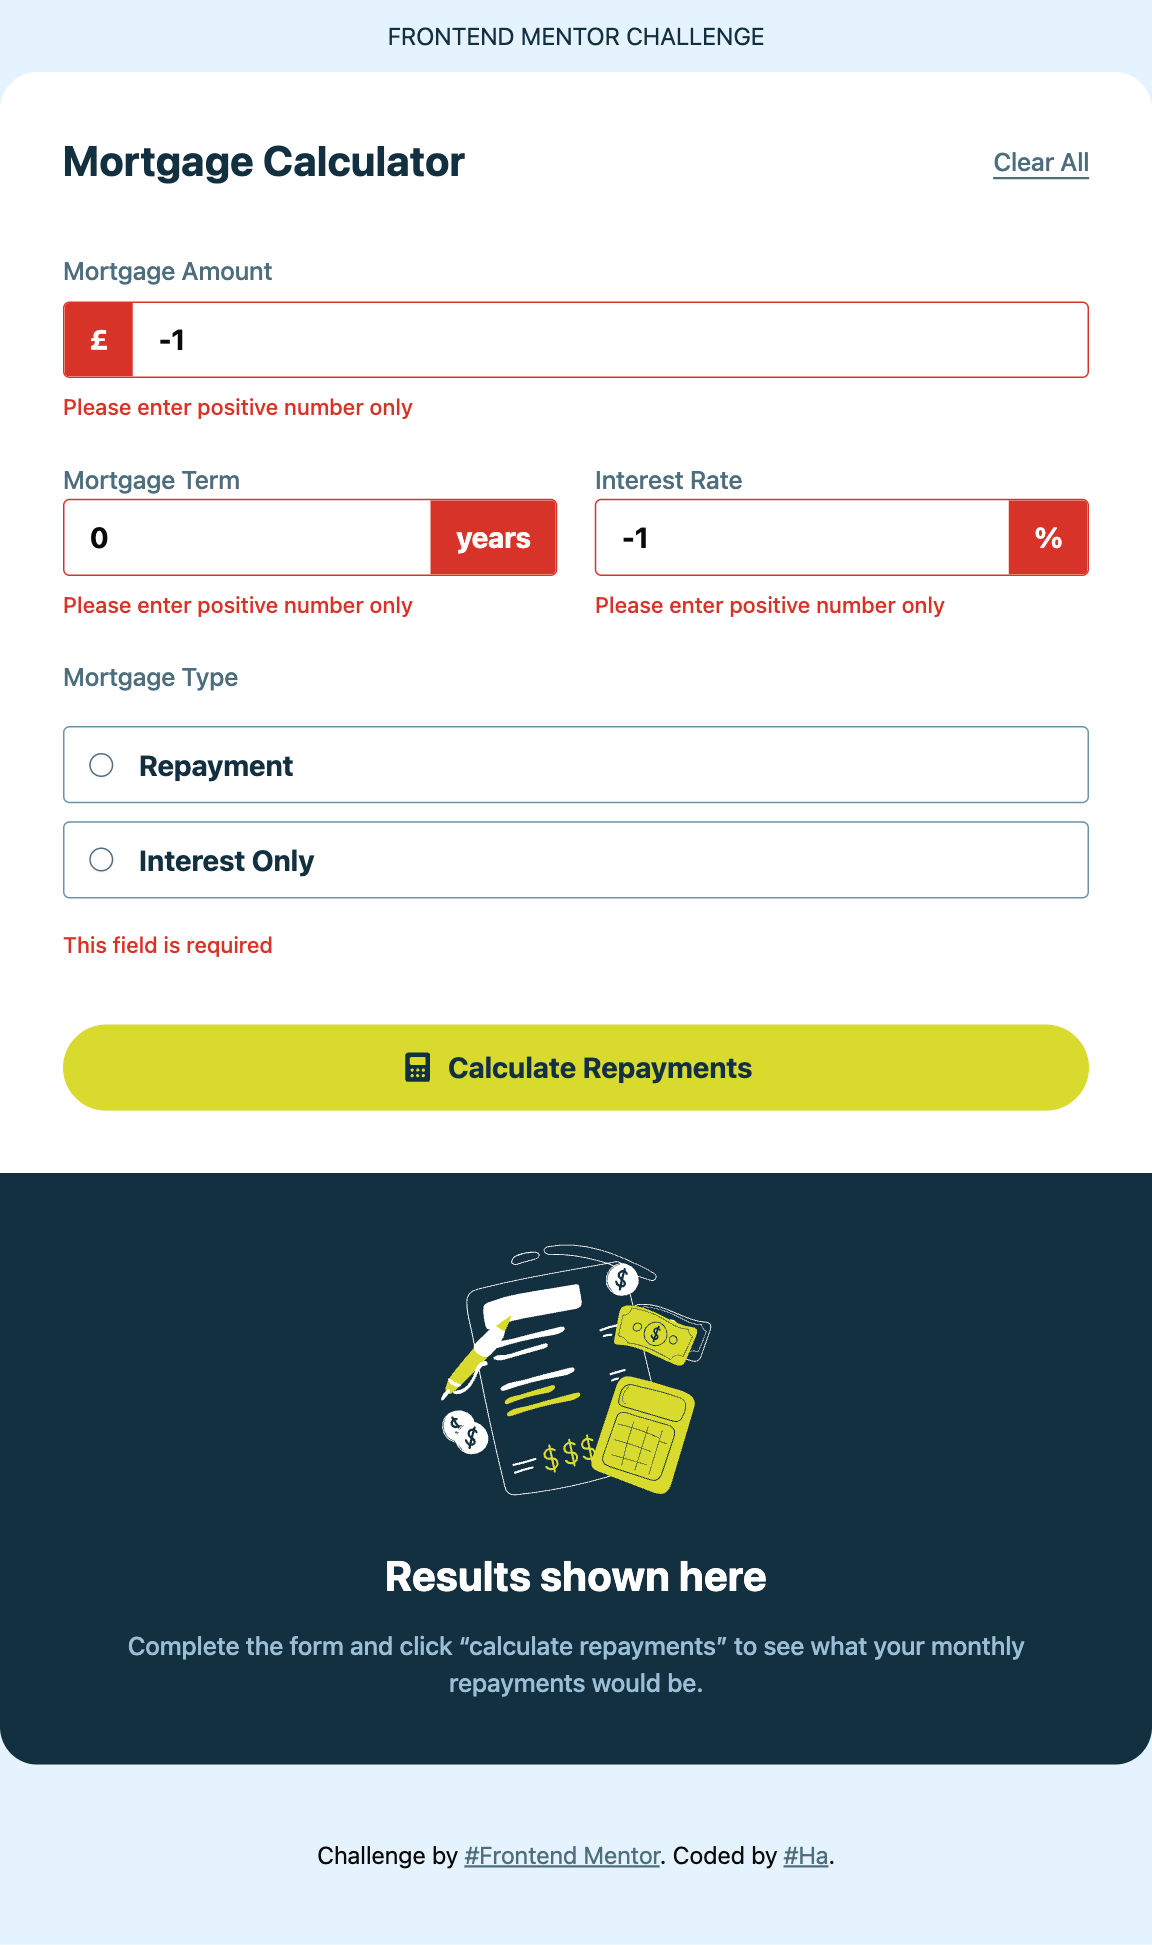 FRONTEND MENTOR CHALLENGE
Mortgage Calculator
Clear All
Mortgage Amount
£ -1
Please enter positive number only
Mortgage Term
0 years
Please enter positive number only
Interest Rate
-1 %
Please enter positive number only
Mortgage Type
Repayment
Interest Only
This field is required
Calculate Repayments
$
$
$
$
$$$
Results shown here
Complete the form and click “calculate repayments” to see what your monthly
repayments would be.
Challenge by #Frontend Mentor. Coded by #Ha.